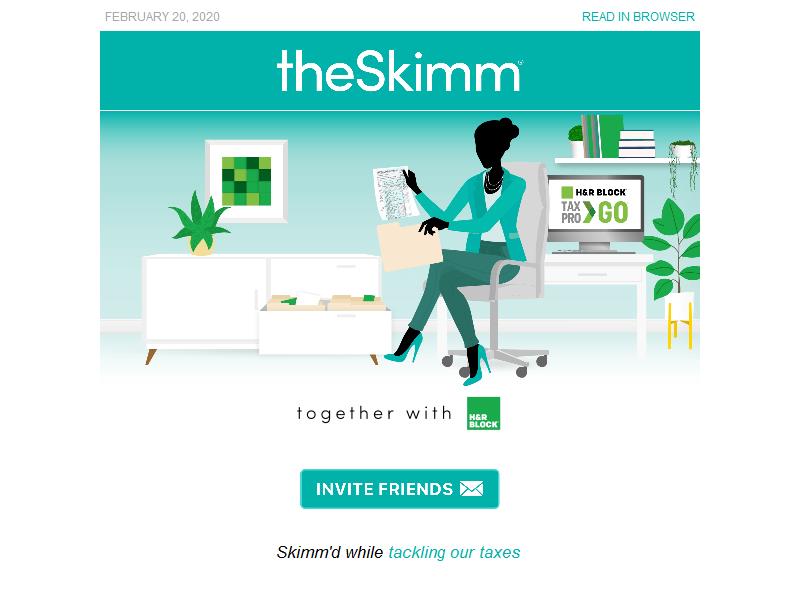 FEBRUARY 20, 2020 READ IN BROWSER
theSkimm®
H&R BLOCK
TAX PRO GO
together with H&R BLOCK
INVITE FRIENDS
Skimm'd while tackling our taxes